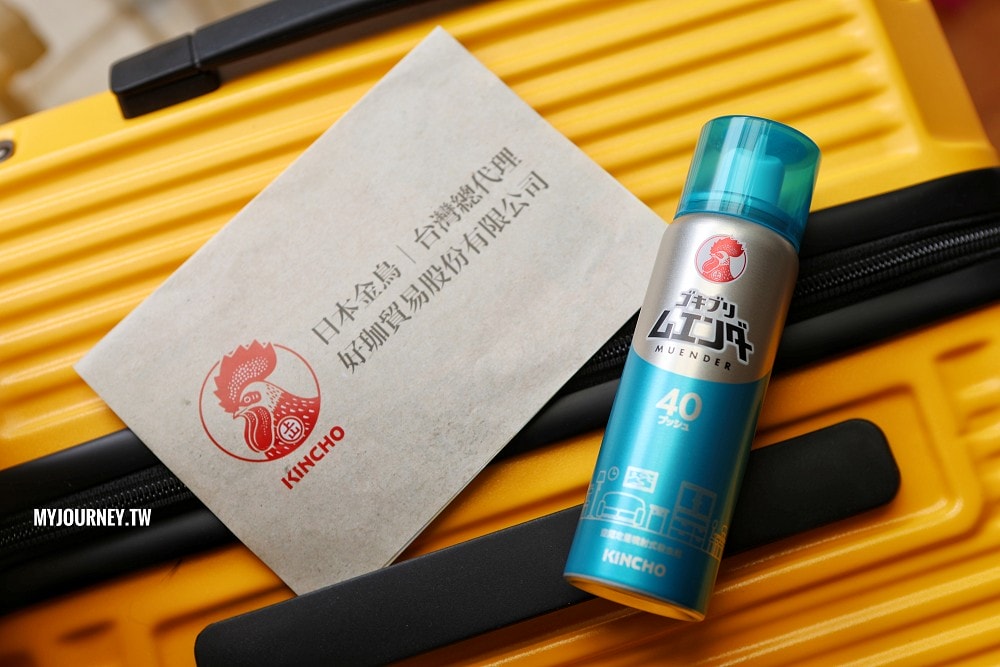 日本金鳥｜台灣總代理
好珈貿易股份有限公司
KINCHO
MYJOURNEY.TW
ゴキブリ
ムエンダー
MUENDER
40
プッシュ
KINCHO